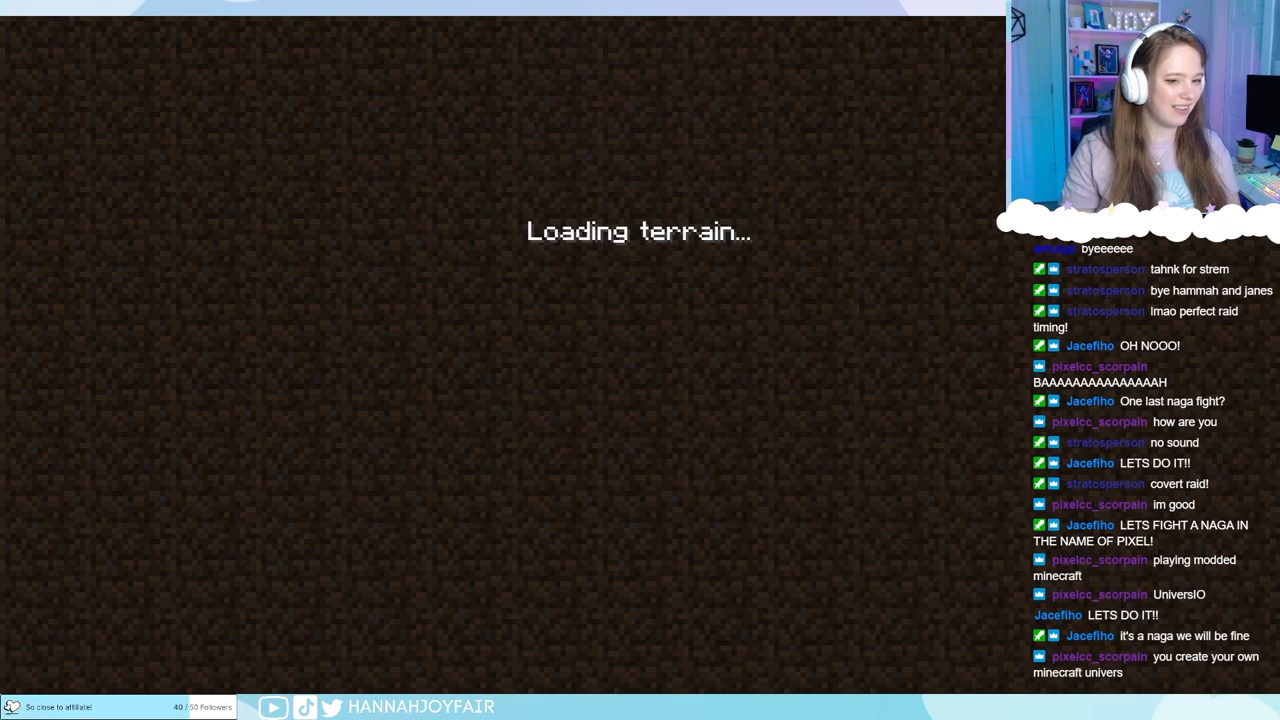 JOY
Loading terrain...
byeeeeee
stratosperson tahnk for strem
stratosperson bye hammah and janes
stratosperson lmao perfect raid
timing!
Jacefiho OH NOOO!
pixelcc_scorpain
BAAAAAAAAAAAAAAAH
Jacefiho One last naga fight?
pixelcc_scorpain how are you
stratosperson no sound
Jacefiho LETS DO IT!!
stratosperson covert raid!
pixelcc_scorpain im good
Jacefiho LETS FIGHT A NAGA IN
THE NAME OF PIXEL!
pixelcc_scorpain playing modded
minecraft
pixelcc_scorpain UniversIO
Jacefiho LETS DO IT!!
Jacefiho it's a naga we will be fine
pixelcc_scorpain you create your own
minecraft univers
So close to affiliate! 40 / 50 Followers
HANNAHJOYFAIR